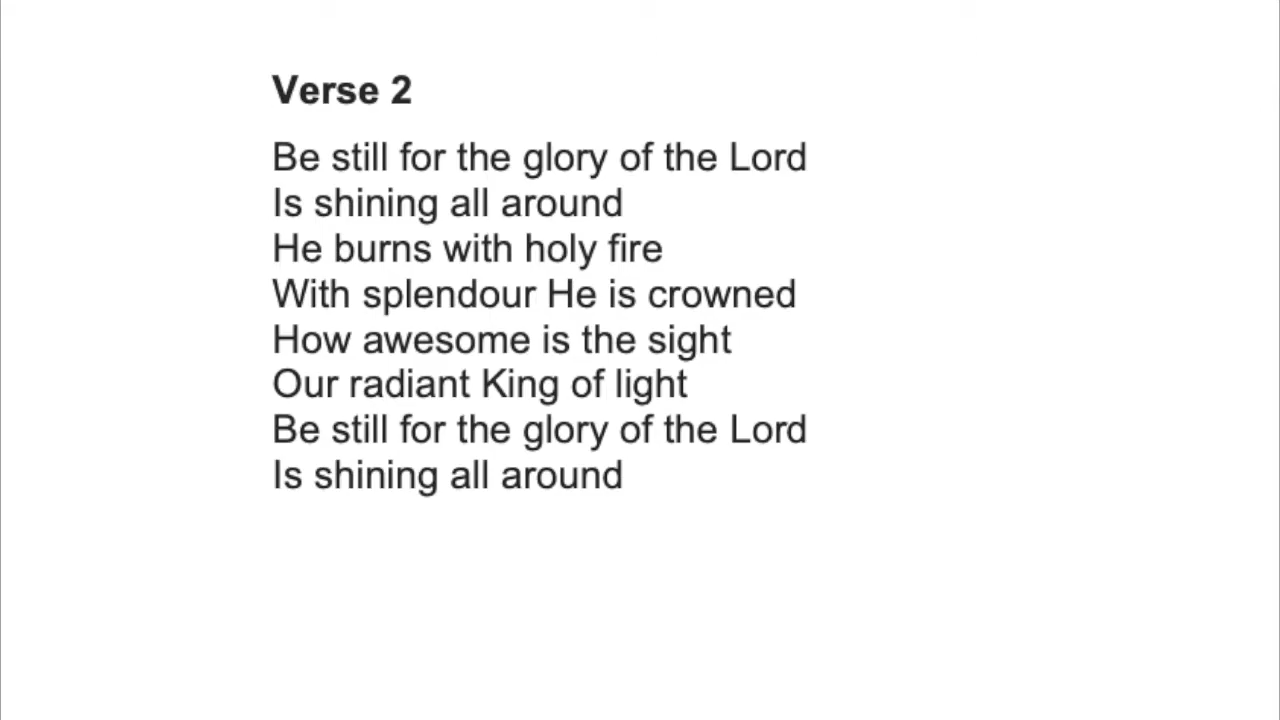 Verse 2
Be still for the glory of the Lord
Is shining all around
He burns with holy fire
With splendour He is crowned
How awesome is the sight
Our radiant King of light
Be still for the glory of the Lord
Is shining all around